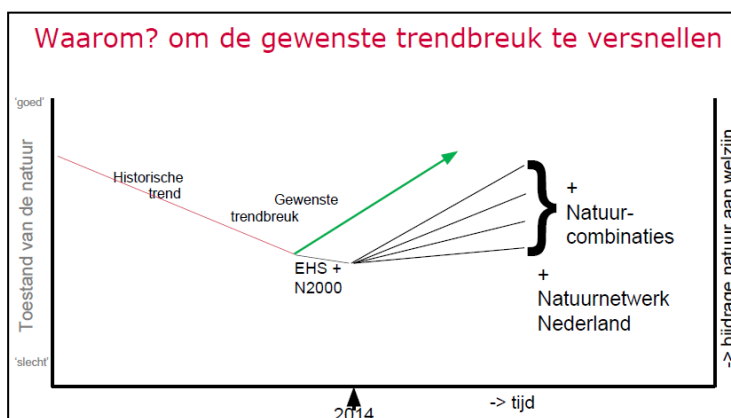 Waarom? om de gewenste trendbreuk te versnellen
'goed'
Toestand van de natuur
'slecht'
Historische
trend
Gewenste
trendbreuk
EHS +
N2000
+
Natuur-
combinaties
+
Natuurnetwerk
Nederland
-> bijdrage natuur aan welzijn
-> tijd
2014